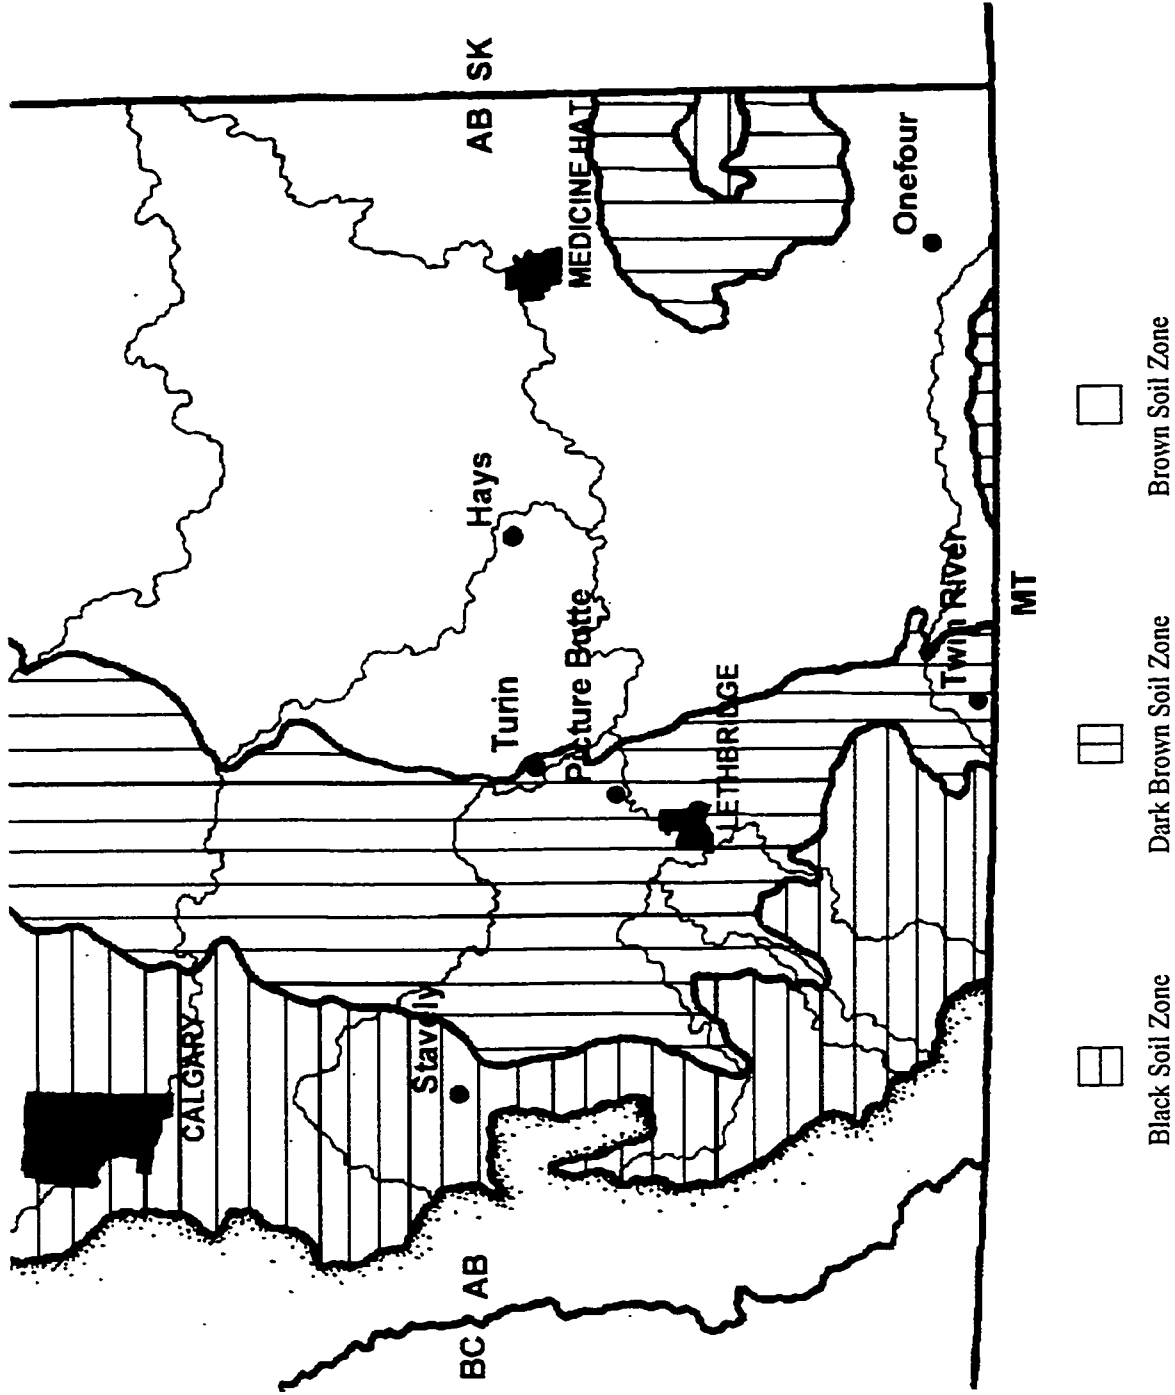 BC
AB
AB
SK
CALGARY
Stavely
Turin
Hays
Picture Butte
LETHBRIDGE
MEDICINE HAT
Onefour
Twin River
MT
Black Soil Zone
Dark Brown Soil Zone
Brown Soil Zone